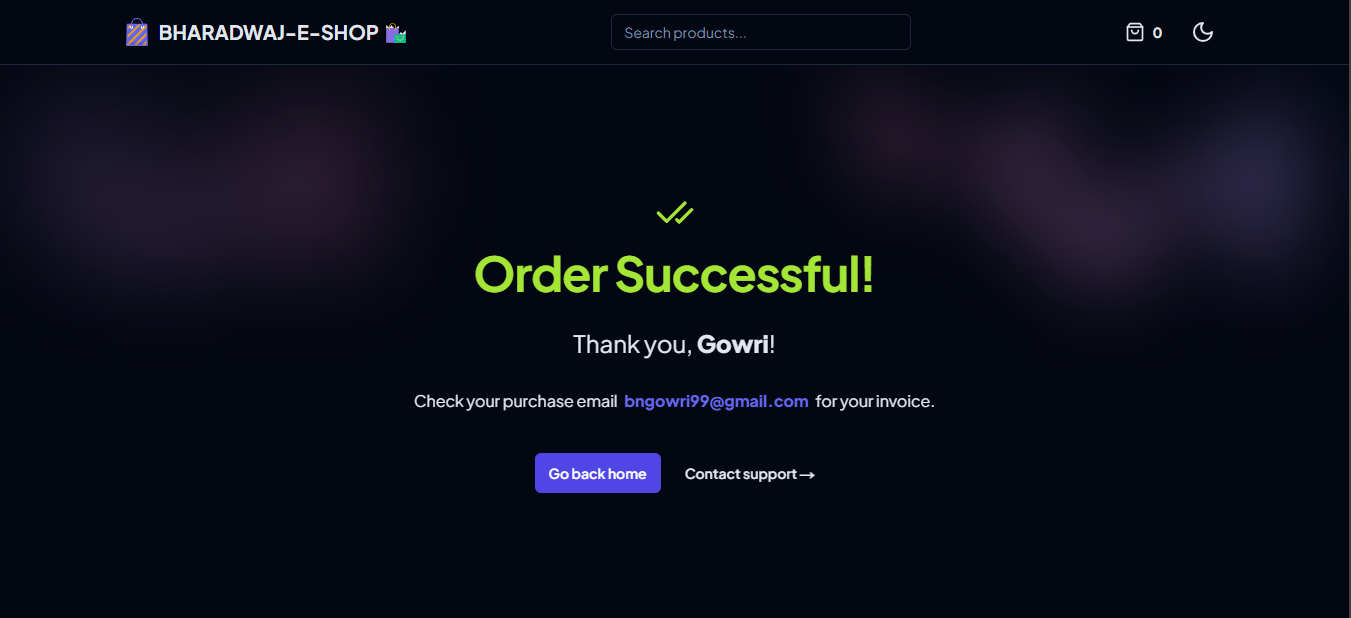 BHARADWAJ-E-SHOP
Search products...
0
Order Successful!
Thank you, Gowri!
Check your purchase email bngowri99@gmail.com for your invoice.
Go back home
Contact support →